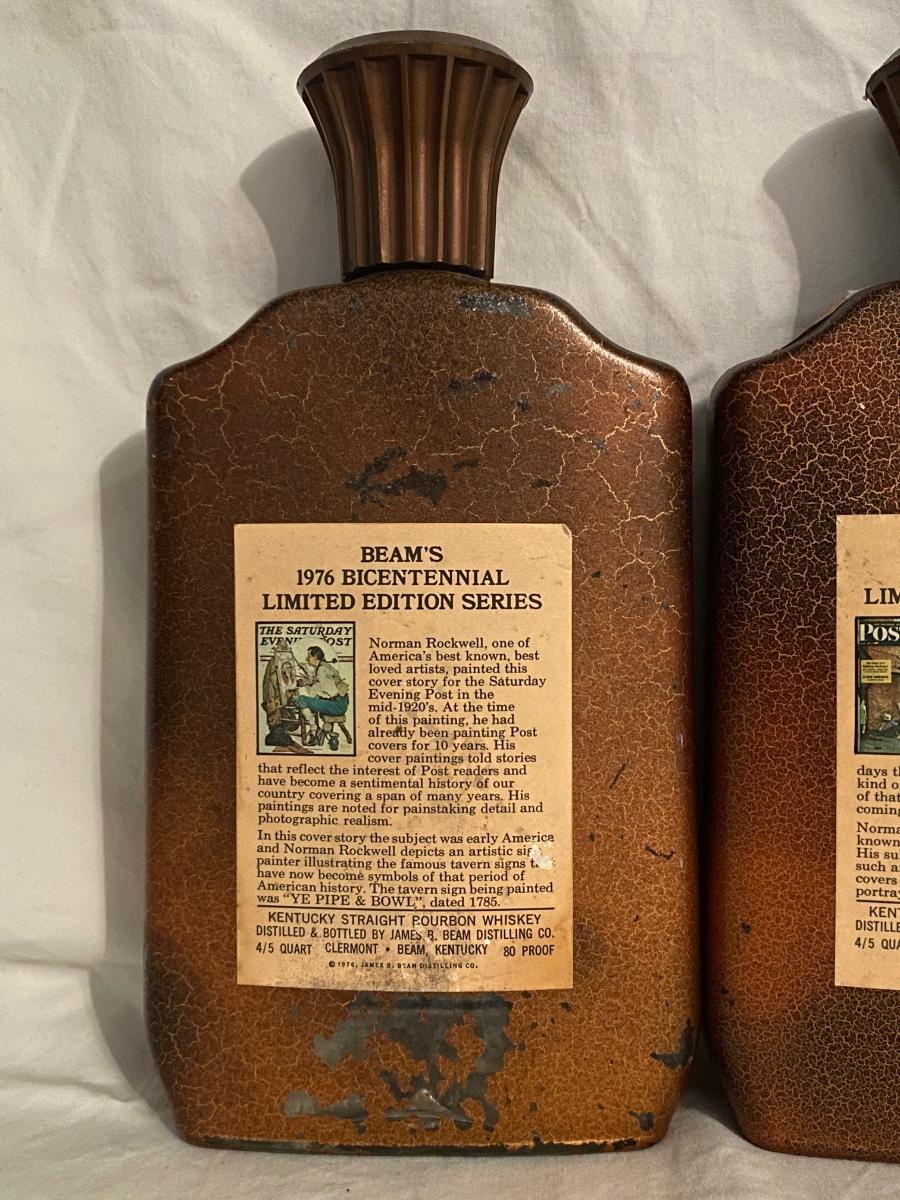 BEAM'S
1976 BICENTENNIAL
LIMITED EDITION SERIES
THE SATURDAY
EVENING POST
Norman Rockwell, one of
America's best known, best
loved artists, painted this
cover story for the Saturday
Evening Post in the
mid-1920's. At the time
of this painting, he had
already been painting Post
covers for 10 years. His
cover paintings told stories
that reflect the interest of Post readers and
have become a sentimental history of our
country covering a span of many years. His
paintings are noted for painstaking detail and
photographic realism.
In this cover story the subject was early America
and Norman Rockwell depicts an artistic
painter illustrating the famous tavern signs
have now become symbols of that period of
American history. The tavern sign being painted
was "YE PIPE & BOWL", dated 1785.
KENTUCKY STRAIGHT BOURBON WHISKEY
DISTILLED & BOTTLED BY JAMES B. BEAM DISTILLING CO.
4/5 QUART CLERMONT • BEAM, KENTUCKY 80 PROOF
© 1976, JAMES B. BEAM DISTILLING CO.
LIM
POS
days th
kind o
of that
coming
Norma
known
His su
such a
covers
portray
KENT
DISTILLE
4/5 QUA